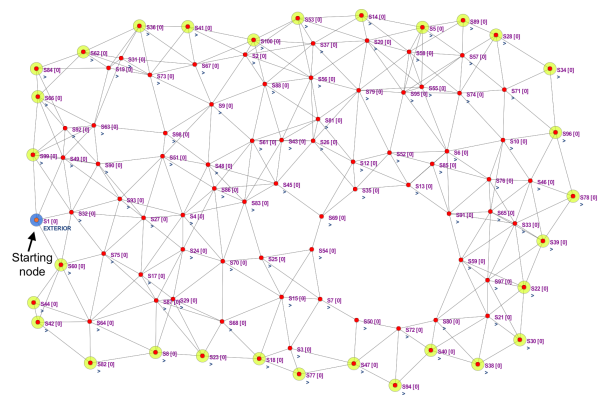 S53 [0]
S14 [0]
S36 [0]
S41 [0]
S5 [0]
S89 [0]
S28 [0]
S100 [0]
S37 [0]
S20 [0]
S62 [0]
S31 [0]
S2 [0]
S58 [0]
S57 [0]
S84 [0]
S19 [0]
S67 [0]
S34 [0]
S73 [0]
S88 [0]
S56 [0]
S79 [0]
S95 [0]
S55 [0]
S74 [0]
S71 [0]
S66 [0]
S9 [0]
S92 [0]
S63 [0]
S98 [0]
S81 [0]
S96 [0]
S61 [0]
S43 [0]
S26 [0]
S10 [0]
S99 [0]
S49 [0]
S90 [0]
S51 [0]
S48 [0]
S12 [0]
S52 [0]
S6 [0]
S85 [0]
S76 [0]
S46 [0]
S86 [0]
S45 [0]
S35 [0]
S13 [0]
S78 [0]
S93 [0]
S83 [0]
S1 [0]
EXTERIOR
S32 [0]
S27 [0]
S4 [0]
S69 [0]
S91 [0]
S65 [0]
S33 [0]
S39 [0]
Starting
node
S60 [0]
S75 [0]
S24 [0]
S70 [0]
S25 [0]
S54 [0]
S59 [0]
S17 [0]
S97 [0]
S22 [0]
S44 [0]
S29 [0]
S15 [0]
S7 [0]
S42 [0]
S64 [0]
S68 [0]
S50 [0]
S72 [0]
S80 [0]
S21 [0]
S82 [0]
S8 [0]
S23 [0]
S18 [0]
S3 [0]
S77 [0]
S47 [0]
S40 [0]
S30 [0]
S38 [0]
S94 [0]